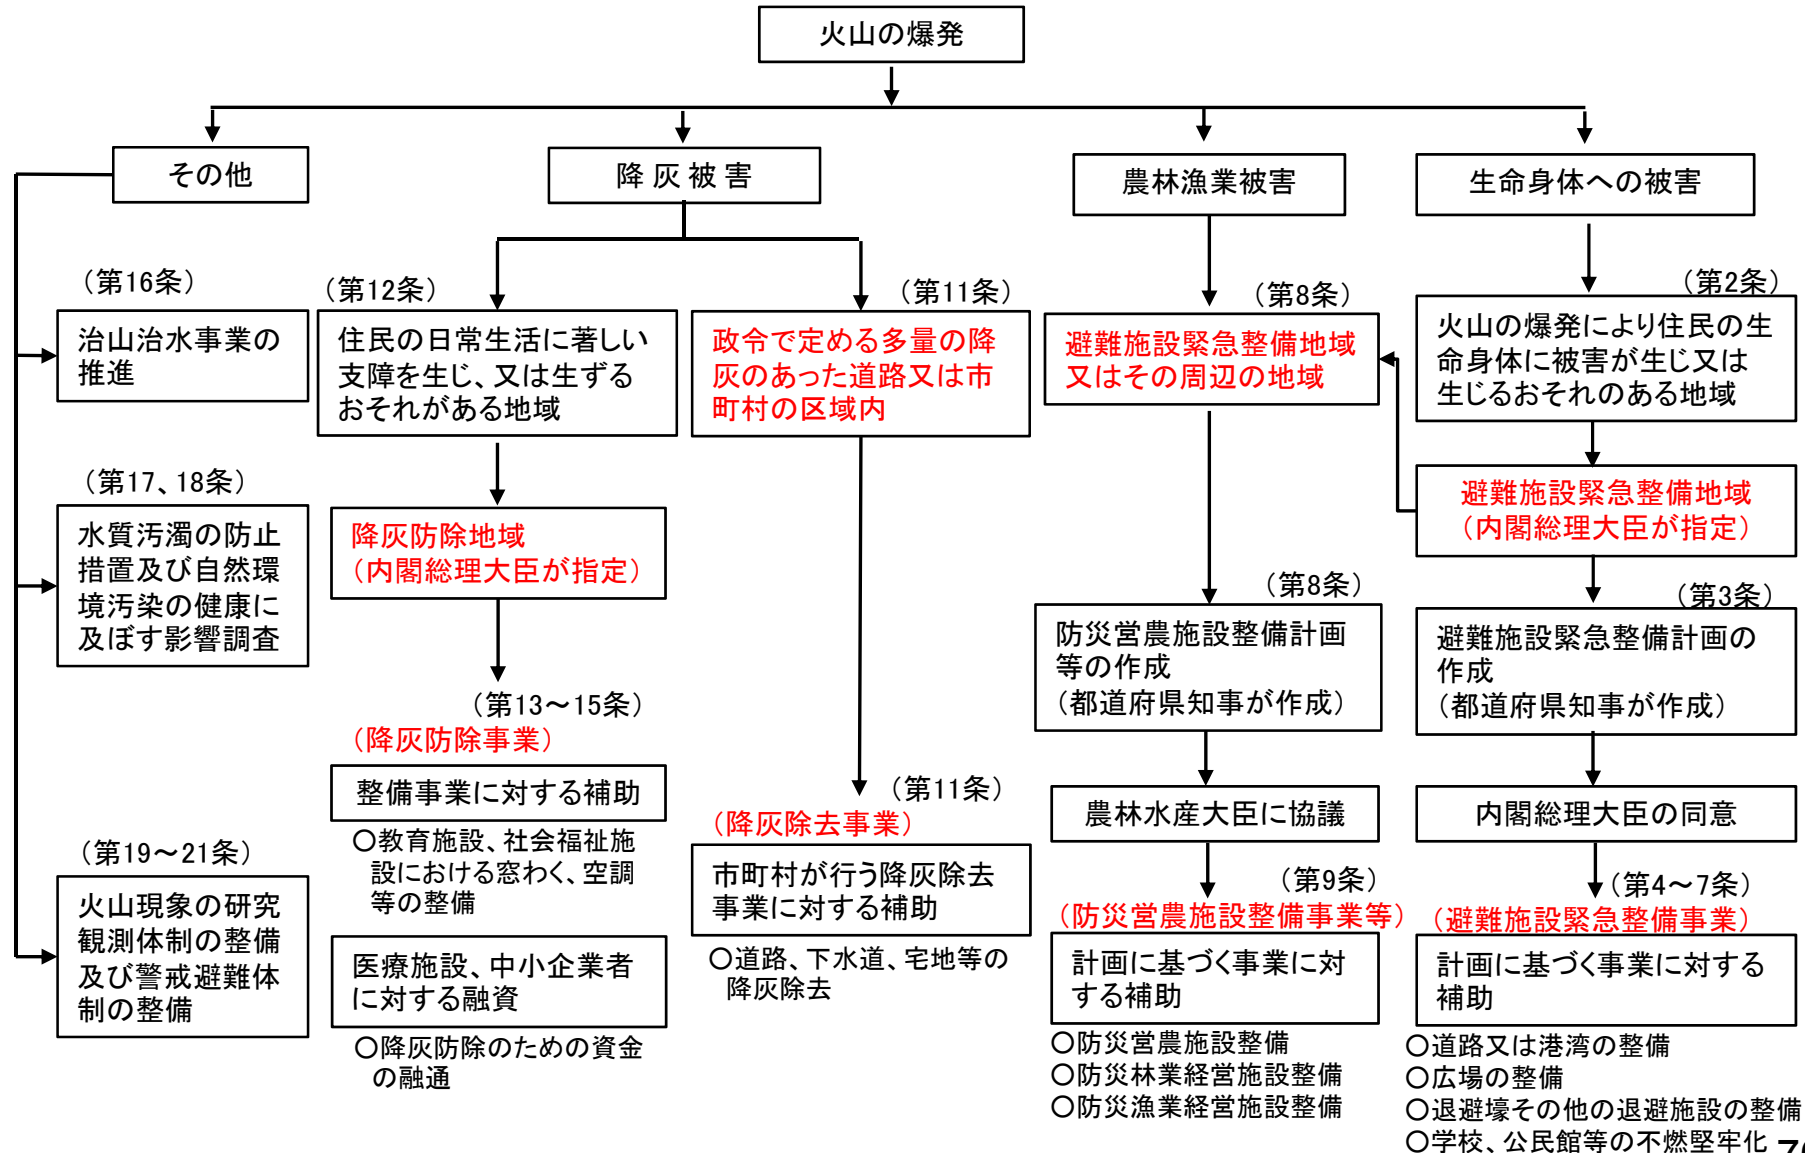 火山の爆発
その他
降灰被害
農林漁業被害
生命身体への被害
（第16条）
治山治水事業の
推進
（第17、18条）
水質汚濁の防止
措置及び自然環
境汚染の健康に
及ぼす影響調査
（第19～21条）
火山現象の研究
観測体制の整備
及び警戒避難体
制の整備
（第12条）
住民の日常生活に著しい
支障を生じ、又は生ずる
おそれがある地域
降灰防除地域
（内閣総理大臣が指定）
（第13～15条）
（降灰防除事業）
整備事業に対する補助
○教育施設、社会福祉施
設における窓わく、空調
等の整備
医療施設、中小企業者
に対する融資
○降灰防除のための資金
の融通
（第11条）
政令で定める多量の降
灰のあった道路又は市
町村の区域内
（第11条）
（降灰除去事業）
市町村が行う降灰除去
事業に対する補助
○道路、下水道、宅地等の
降灰除去
（第8条）
避難施設緊急整備地域
又はその周辺の地域
（第8条）
防災営農施設整備計画
等の作成
（都道府県知事が作成）
農林水産大臣に協議
（第9条）
（防災営農施設整備事業等）
計画に基づく事業に対
する補助
○防災営農施設整備
○防災林業経営施設整備
○防災漁業経営施設整備
（第2条）
火山の爆発により住民の生
命身体に被害が生じ又は
生じるおそれのある地域
避難施設緊急整備地域
（内閣総理大臣が指定）
（第3条）
避難施設緊急整備計画の
作成
（都道府県知事が作成）
内閣総理大臣の同意
（第4～7条）
（避難施設緊急整備事業）
計画に基づく事業に対する
補助
○道路又は港湾の整備
○広場の整備
○退避壕その他の退避施設の整備
○学校、公民館等の不燃堅牢化